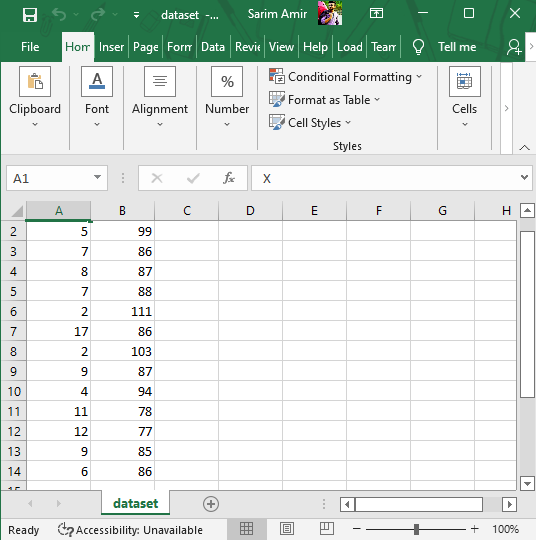 dataset -...
Sarim Amir
File
Hom
Inser
Page
Form
Data
Revie
View
Help
Load
Team
Tell me
Clipboard
Font
Alignment
Number
Conditional Formatting
Format as Table
Cell Styles
Styles
Cells
A1
fx
X
A B C D E F G H
2 5 99
3 7 86
4 8 87
5 7 88
6 2 111
7 17 86
8 2 103
9 9 87
10 4 94
11 11 78
12 12 77
13 9 85
14 6 86
dataset
Ready
Accessibility: Unavailable
100%